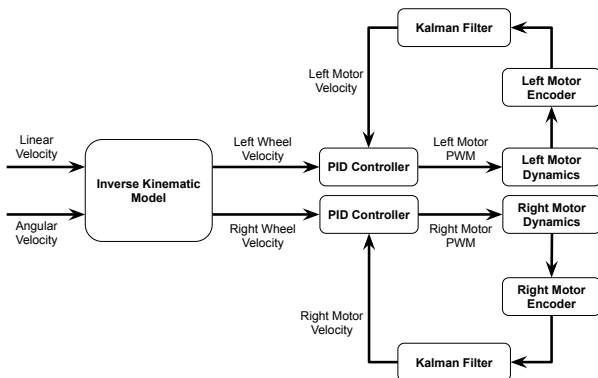 Kalman Filter
Left Motor
Velocity
Left Motor
Encoder
Linear
Velocity
Left Wheel
Velocity
Left Motor
PWM
PID Controller
Left Motor
Dynamics
Inverse Kinematic
Model
Angular
Velocity
Right Wheel
Velocity
PID Controller
Right Motor
PWM
Right Motor
Dynamics
Right Motor
Encoder
Right Motor
Velocity
Kalman Filter